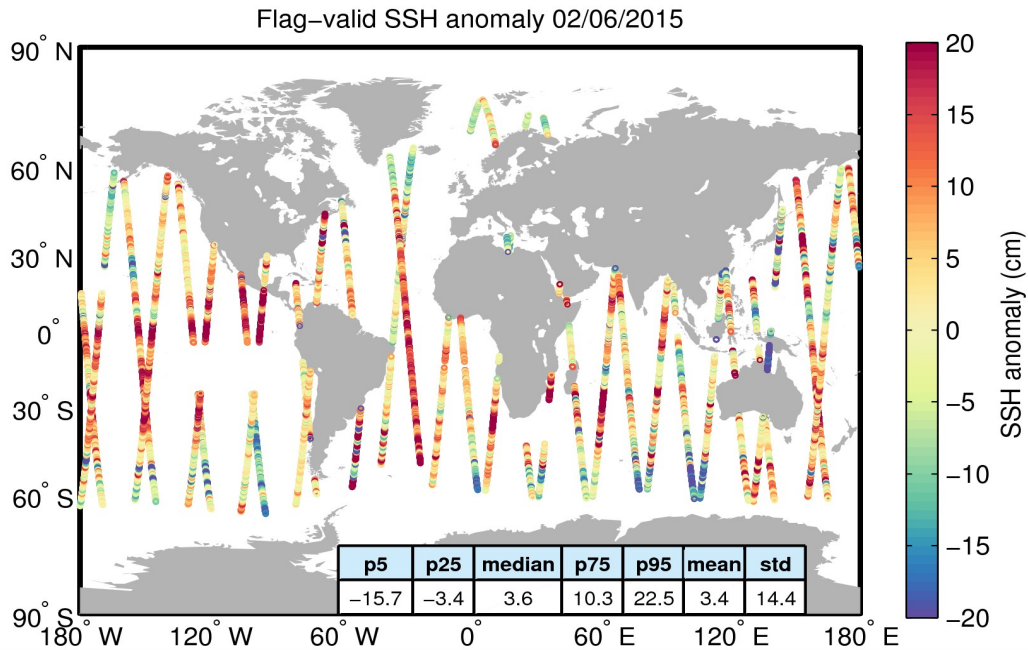 Flag−valid SSH anomaly 02/06/2015
90° N
60° N
30° N
0°
30° S
60° S
90° S
180° W
120° W
60° W
0°
60° E
120° E
180° E
p5 p25 median p75 p95 mean std
−15.7 −3.4 3.6 10.3 22.5 3.4 14.4
20
15
10
5
0
−5
−10
−15
−20
SSH anomaly (cm)